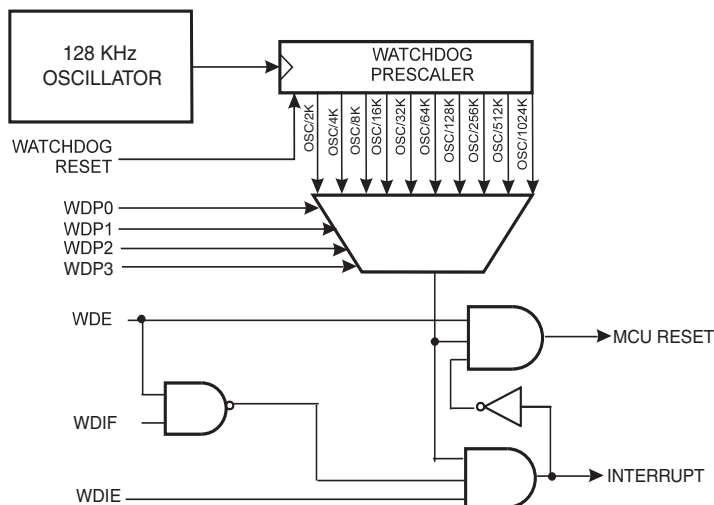 128 KHz
OSCILLATOR
WATCHDOG
PRESCALER
OSC/2K
OSC/4K
OSC/8K
OSC/16K
OSC/32K
OSC/64K
OSC/128K
OSC/256K
OSC/512K
OSC/1024K
WATCHDOG
RESET
WDP0
WDP1
WDP2
WDP3
WDE
MCU RESET
WDIF
INTERRUPT
WDIE